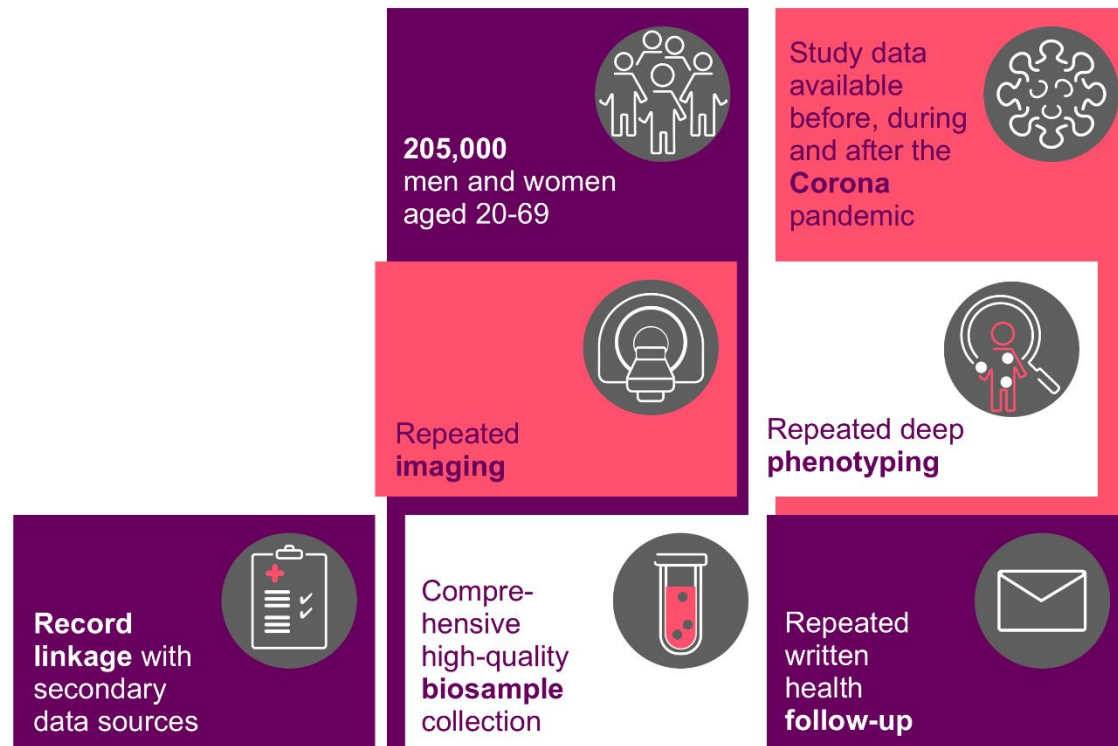 205,000
men and women
aged 20-69
Study data
available
before, during
and after the
Corona
pandemic
Repeated
imaging
Repeated deep
phenotyping
Record
linkage with
secondary
data sources
Compre-
hensive
high-quality
biosample
collection
Repeated
written
health
follow-up